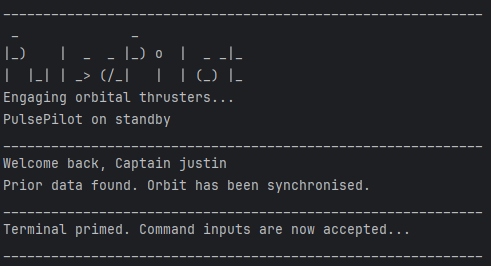 PulsePilot
Engaging orbital thrusters...
PulsePilot on standby
Welcome back, Captain justin
Prior data found. Orbit has been synchronised.
Terminal primed. Command inputs are now accepted...